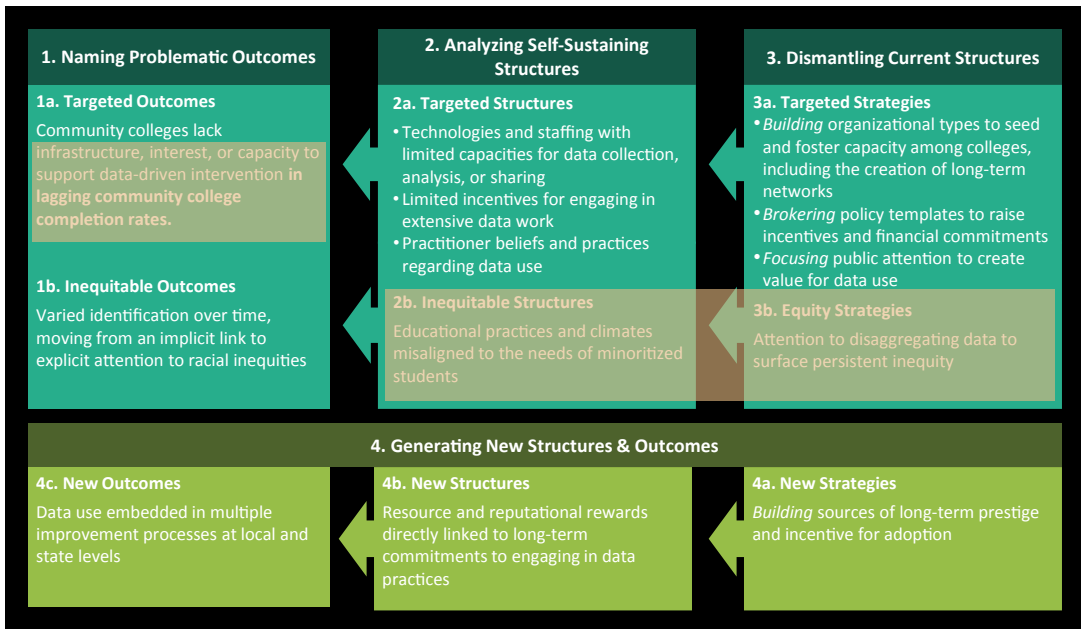 1. Naming Problematic Outcomes
1a. Targeted Outcomes
Community colleges lack
infrastructure, interest, or capacity to
support data-driven intervention in
lagging community college
completion rates.
1b. Inequitable Outcomes
Varied identification over time,
moving from an implicit link to
explicit attention to racial inequities
2. Analyzing Self-Sustaining
Structures
2a. Targeted Structures
• Technologies and staffing with
limited capacities for data collection,
analysis, or sharing
• Limited incentives for engaging in
extensive data work
• Practitioner beliefs and practices
regarding data use
2b. Inequitable Structures
Educational practices and climates
misaligned to the needs of minoritized
students
3. Dismantling Current Structures
3a. Targeted Strategies
• Building organizational types to seed
and foster capacity among colleges,
including the creation of long-term
networks
• Brokering policy templates to raise
incentives and financial commitments
• Focusing public attention to create
value for data use
3b. Equity Strategies
Attention to disaggregating data to
surface persistent inequity
4. Generating New Structures & Outcomes
4c. New Outcomes
Data use embedded in multiple
improvement processes at local and
state levels
4b. New Structures
Resource and reputational rewards
directly linked to long-term
commitments to engaging in data
practices
4a. New Strategies
Building sources of long-term prestige
and incentive for adoption